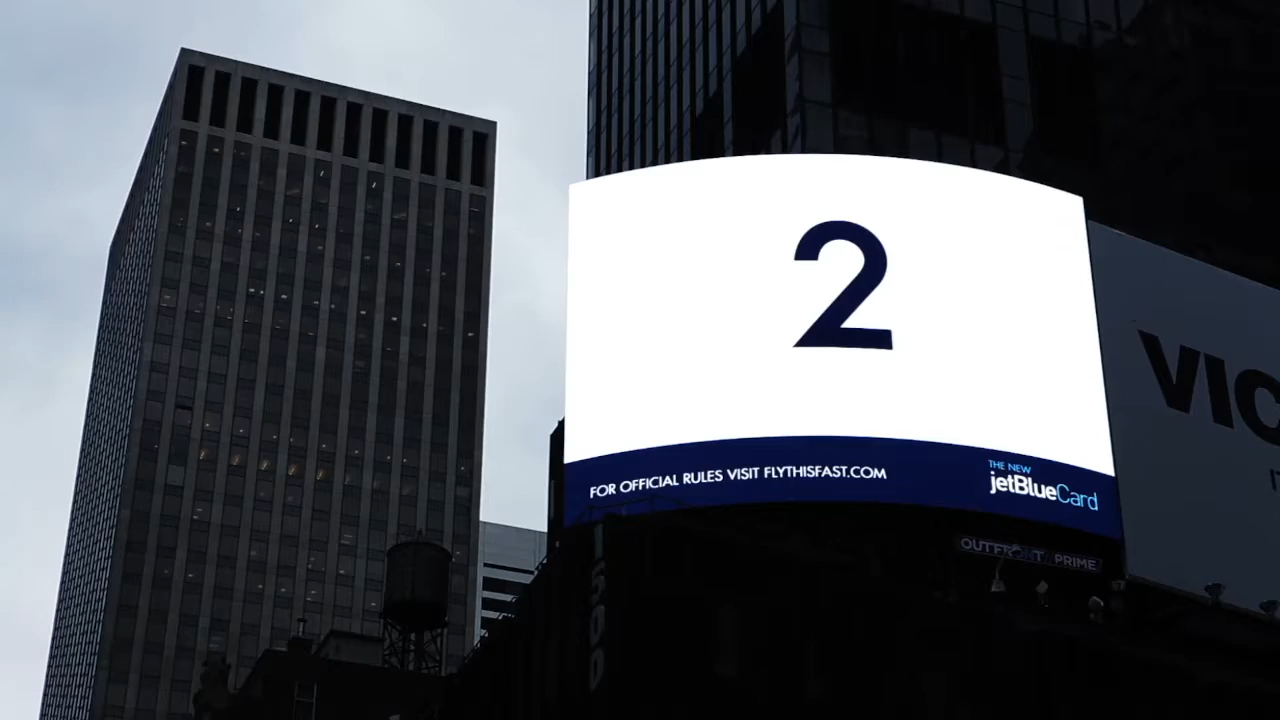 2
FOR OFFICIAL RULES VISIT FLYTHISFAST.COM
THE NEW
jetBlueCard
OUTFRONT / PRIME
VIC